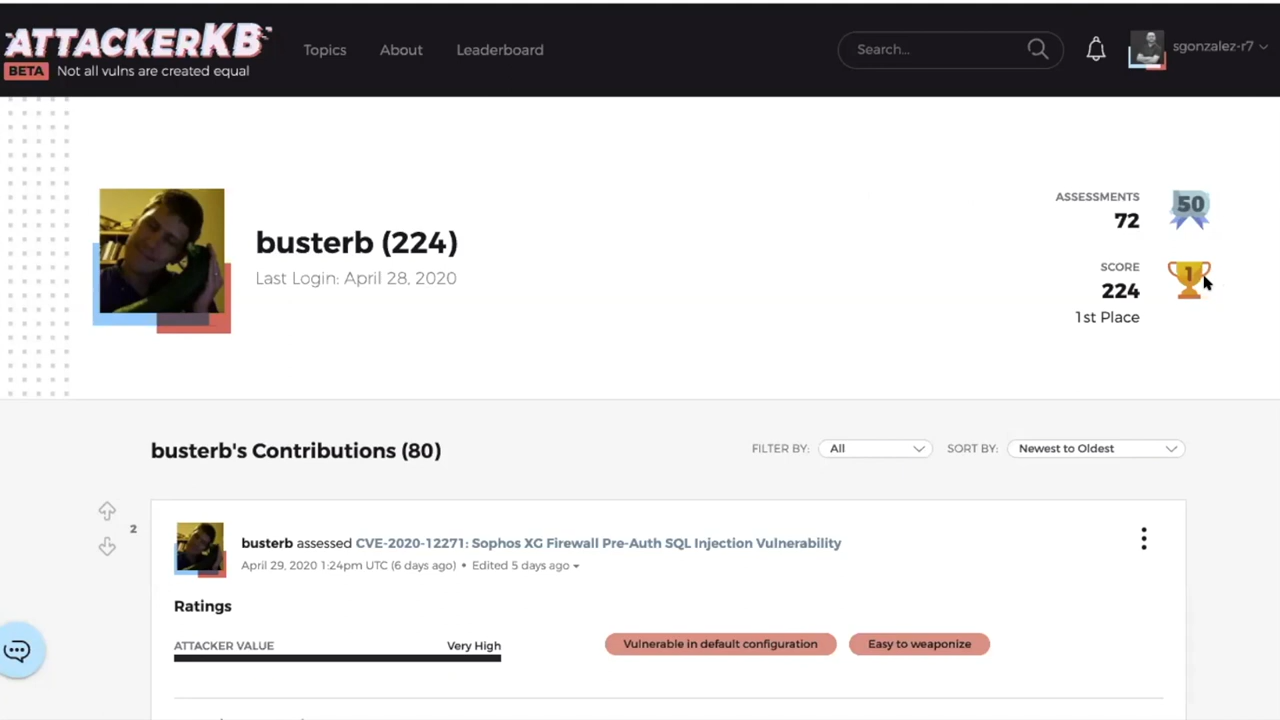 ATTACKERKB
BETA Not all vulns are created equal
Topics About Leaderboard
Search...
sgonzalez-r7
busterb (224)
Last Login: April 28, 2020
ASSESSMENTS
72
50
SCORE
224
1
1st Place
busterb's Contributions (80)
FILTER BY: All SORT BY: Newest to Oldest
2
busterb assessed CVE-2020-12271: Sophos XG Firewall Pre-Auth SQL Injection Vulnerability
April 29, 2020 1:24pm UTC (6 days ago) • Edited 5 days ago
Ratings
ATTACKER VALUE Very High
Vulnerable in default configuration Easy to weaponize